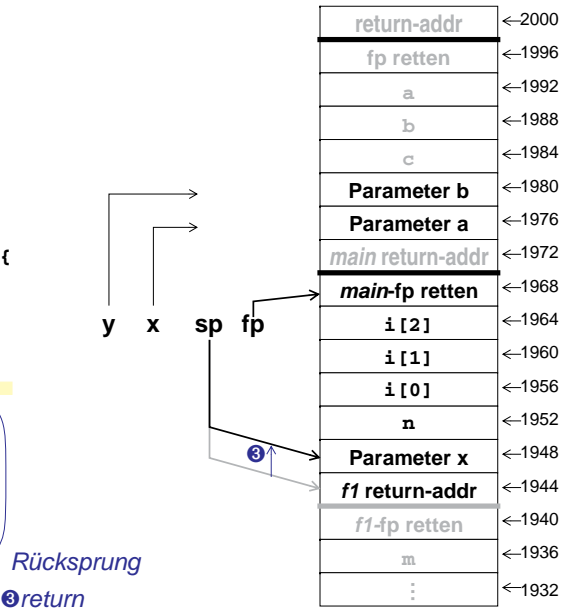 return-addr ←2000
fp retten ←1996
a ←1992
b ←1988
c ←1984
Parameter b ←1980
Parameter a ←1976
main return-addr ←1972
{
main-fp retten ←1968
y x sp fp
i[2] ←1964
i[1] ←1960
i[0] ←1956
n ←1952
Parameter x ←1948
❸
f1 return-addr ←1944
f1-fp retten ←1940
Rücksprung
m ←1936
❸return
⋮ ←1932